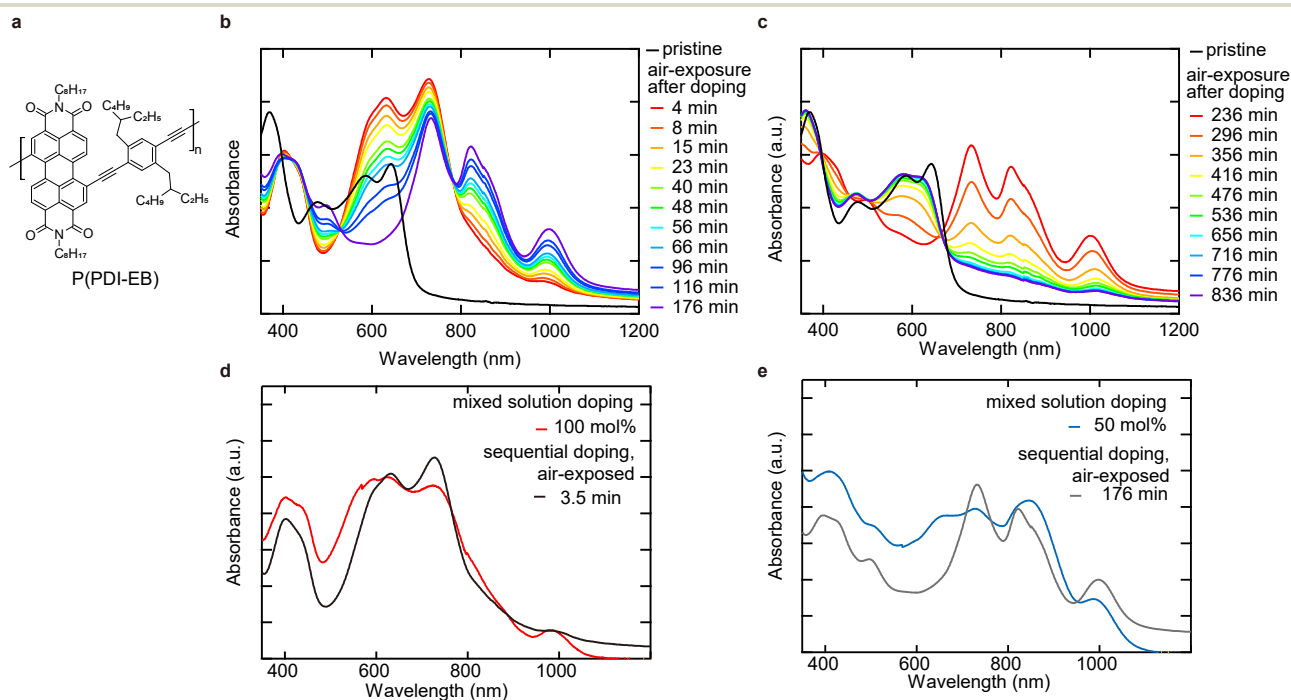 a
C₈H₁₇
O
N
O
C₄H₉
C₂H₅
n
C₄H₉
C₂H₅
O
N
O
C₈H₁₇
P(PDI-EB)
b
Absorbance
400
600
800
1000
1200
Wavelength (nm)
pristine
air-exposure
after doping
4 min
8 min
15 min
23 min
40 min
48 min
56 min
66 min
96 min
116 min
176 min
c
Absorbance (a.u.)
400
600
800
1000
1200
Wavelength (nm)
pristine
air-exposure
after doping
236 min
296 min
356 min
416 min
476 min
536 min
656 min
716 min
776 min
836 min
d
mixed solution doping
100 mol%
sequential doping,
air-exposed
3.5 min
Absorbance (a.u.)
400
600
800
1000
Wavelength (nm)
e
mixed solution doping
50 mol%
sequential doping,
air-exposed
176 min
Absorbance (a.u.)
400
600
800
1000
Wavelength (nm)